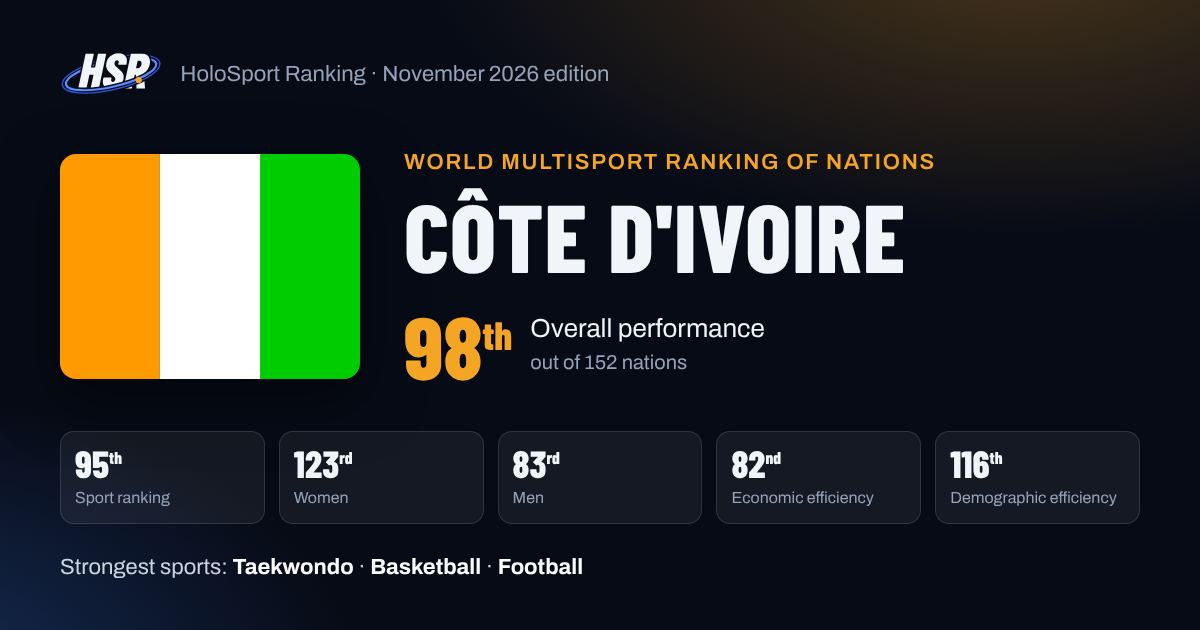 HSR
HoloSport Ranking · November 2026 edition
WORLD MULTISPORT RANKING OF NATIONS
CÔTE D'IVOIRE
98th
Overall performance
out of 152 nations
95th
Sport ranking
123rd
Women
83rd
Men
82nd
Economic efficiency
116th
Demographic efficiency
Strongest sports: Taekwondo · Basketball · Football